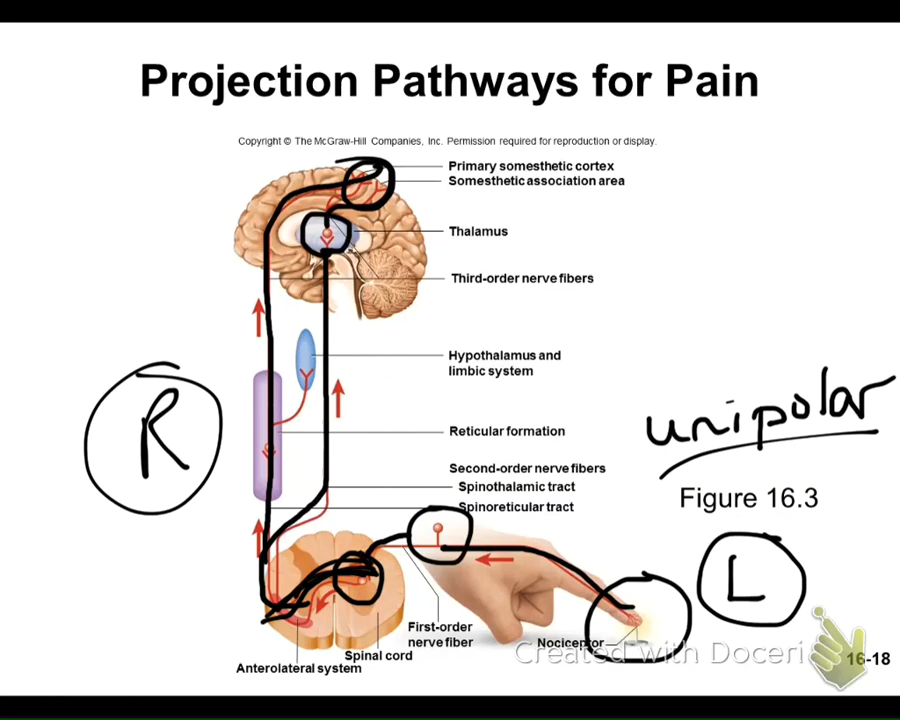 Projection Pathways for Pain
Copyright © The McGraw-Hill Companies, Inc. Permission required for reproduction or display.
Primary somesthetic cortex
Somesthetic association area
Thalamus
Third-order nerve fibers
Hypothalamus and
limbic system
R
unipolar
Reticular formation
Second-order nerve fibers
Spinothalamic tract
Figure 16.3
Spinoreticular tract
L
First-order
nerve fiber
Nociceptor
Spinal cord
Anterolateral system
Created with Doceri
16-18